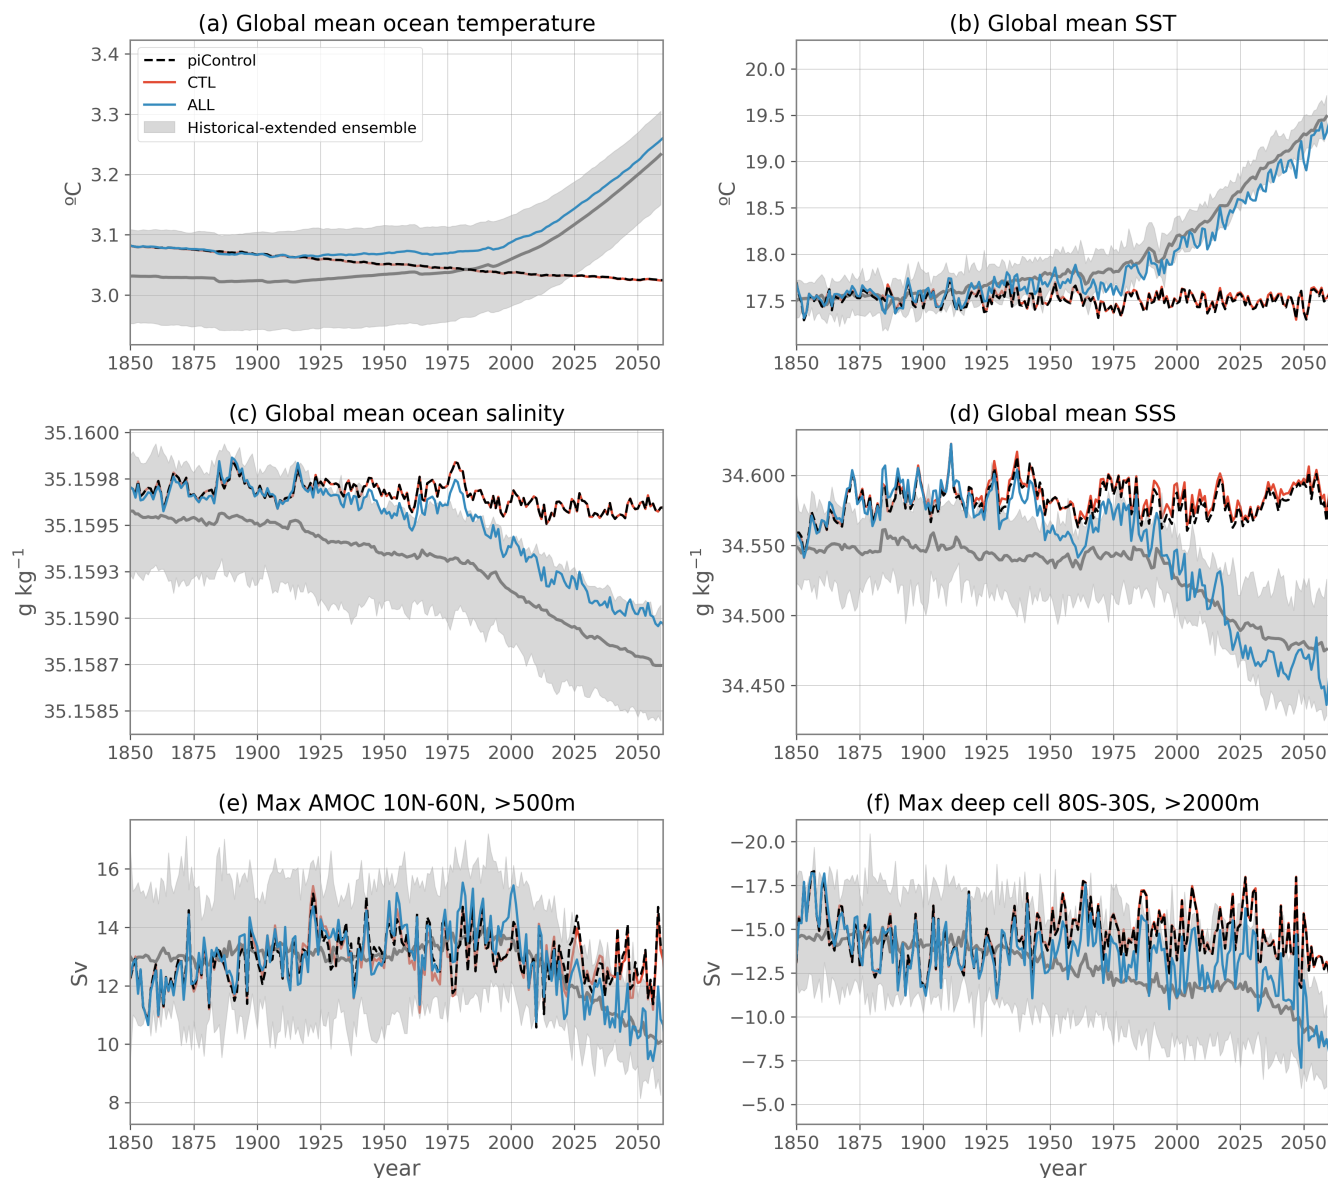 (a) Global mean ocean temperature
3.4
3.3
3.2
3.1
3.0
ºC
piControl
CTL
ALL
Historical-extended ensemble
1850 1875 1900 1925 1950 1975 2000 2025 2050
(b) Global mean SST
20.0
19.5
19.0
18.5
18.0
17.5
ºC
1850 1875 1900 1925 1950 1975 2000 2025 2050
(c) Global mean ocean salinity
35.1600
35.1598
35.1595
35.1593
35.1590
35.1587
35.1585
g kg⁻¹
1850 1875 1900 1925 1950 1975 2000 2025 2050
(d) Global mean SSS
34.600
34.550
34.500
34.450
g kg⁻¹
1850 1875 1900 1925 1950 1975 2000 2025 2050
(e) Max AMOC 10N-60N, >500m
16
14
12
10
8
Sv
1850 1875 1900 1925 1950 1975 2000 2025 2050
year
(f) Max deep cell 80S-30S, >2000m
−20.0
−17.5
−15.0
−12.5
−10.0
−7.5
−5.0
Sv
1850 1875 1900 1925 1950 1975 2000 2025 2050
year